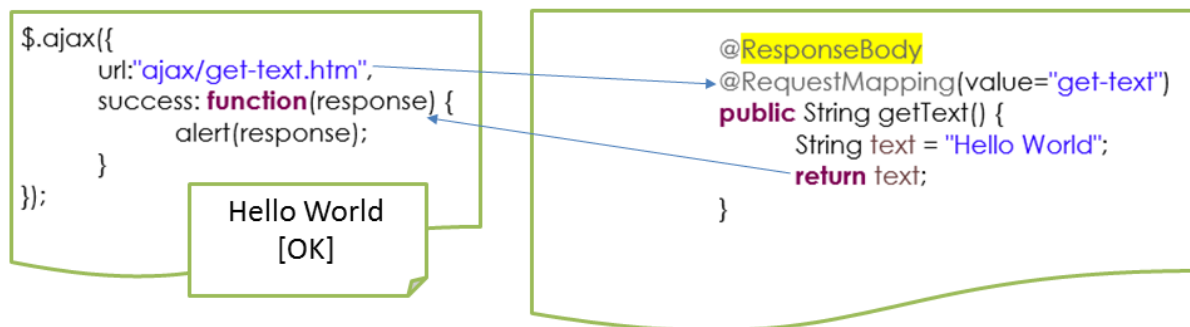 $.ajax({
url:"ajax/get-text.htm",
success: function(response) {
alert(response);
}
});
Hello World
[OK]
@ResponseBody
@RequestMapping(value="get-text")
public String getText() {
String text = "Hello World";
return text;
}